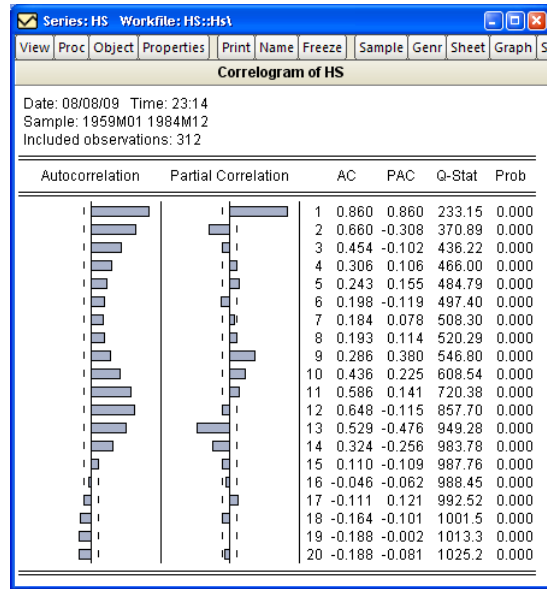 Series: HS Workfile: HS::Hs\
View Proc Object Properties Print Name Freeze Sample Genr Sheet Graph S
Correlogram of HS
Date: 08/08/09 Time: 23:14
Sample: 1959M01 1984M12
Included observations: 312
Autocorrelation Partial Correlation AC PAC Q-Stat Prob
1 0.860 0.860 233.15 0.000
2 0.660 -0.308 370.89 0.000
3 0.454 -0.102 436.22 0.000
4 0.306 0.106 466.00 0.000
5 0.243 0.155 484.79 0.000
6 0.198 -0.119 497.40 0.000
7 0.184 0.078 508.30 0.000
8 0.193 0.114 520.29 0.000
9 0.286 0.380 546.80 0.000
10 0.436 0.225 608.54 0.000
11 0.586 0.141 720.38 0.000
12 0.648 -0.115 857.70 0.000
13 0.529 -0.476 949.28 0.000
14 0.324 -0.256 983.78 0.000
15 0.110 -0.109 987.76 0.000
16 -0.046 -0.062 988.45 0.000
17 -0.111 0.121 992.52 0.000
18 -0.164 -0.101 1001.5 0.000
19 -0.188 -0.002 1013.3 0.000
20 -0.188 -0.081 1025.2 0.000